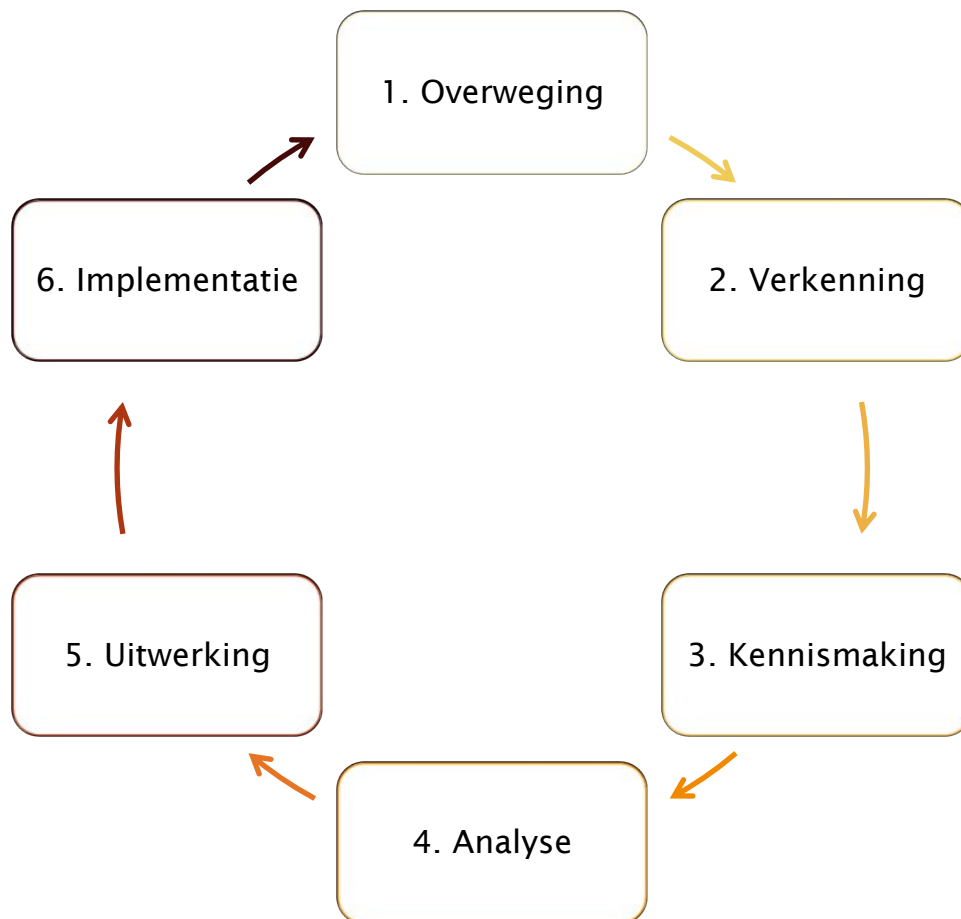 1. Overweging
2. Verkenning
3. Kennismaking
4. Analyse
5. Uitwerking
6. Implementatie